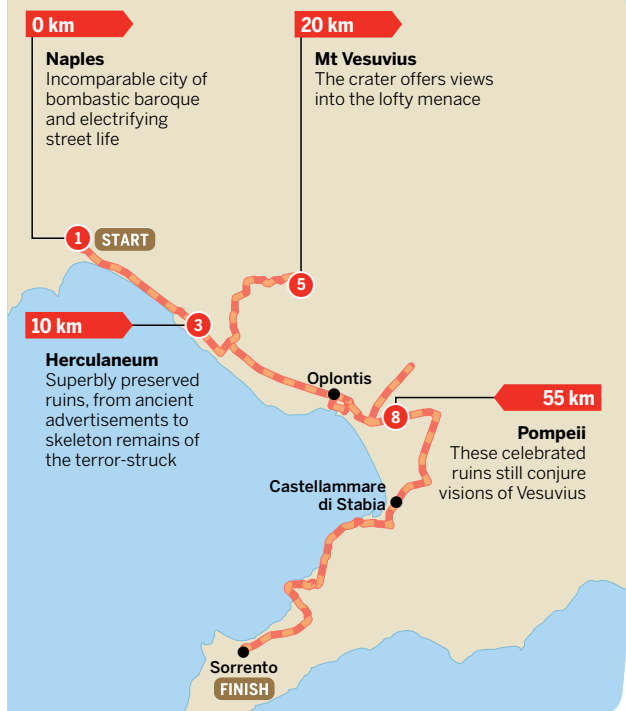 0 km
Naples
Incomparable city of
bombastic baroque
and electrifying
street life
20 km
Mt Vesuvius
The crater offers views
into the lofty menace
1
START
5
10 km
3
Herculaneum
Superbly preserved
ruins, from ancient
advertisements to
skeleton remains of
the terror-struck
Oplontis
55 km
8
Pompeii
These celebrated
ruins still conjure
visions of Vesuvius
Castellammare
di Stabia
Sorrento
FINISH